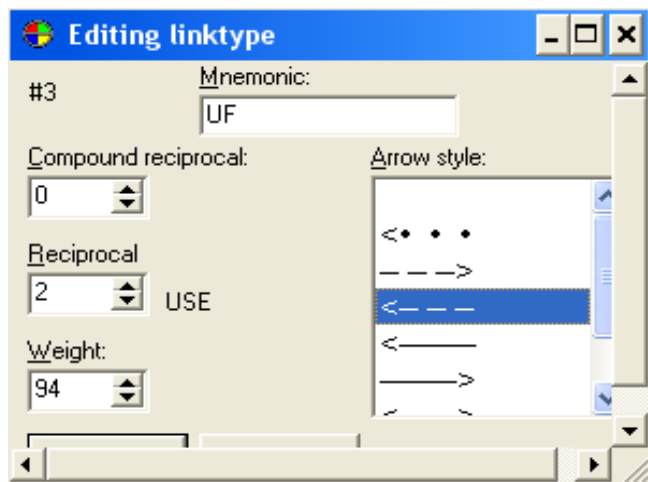 Editing linktype
#3
Mnemonic:
UF
Compound reciprocal:
0
Arrow style:
<• • •
Reciprocal
— — —>
2
USE
<— — —
Weight:
<———
94
———>